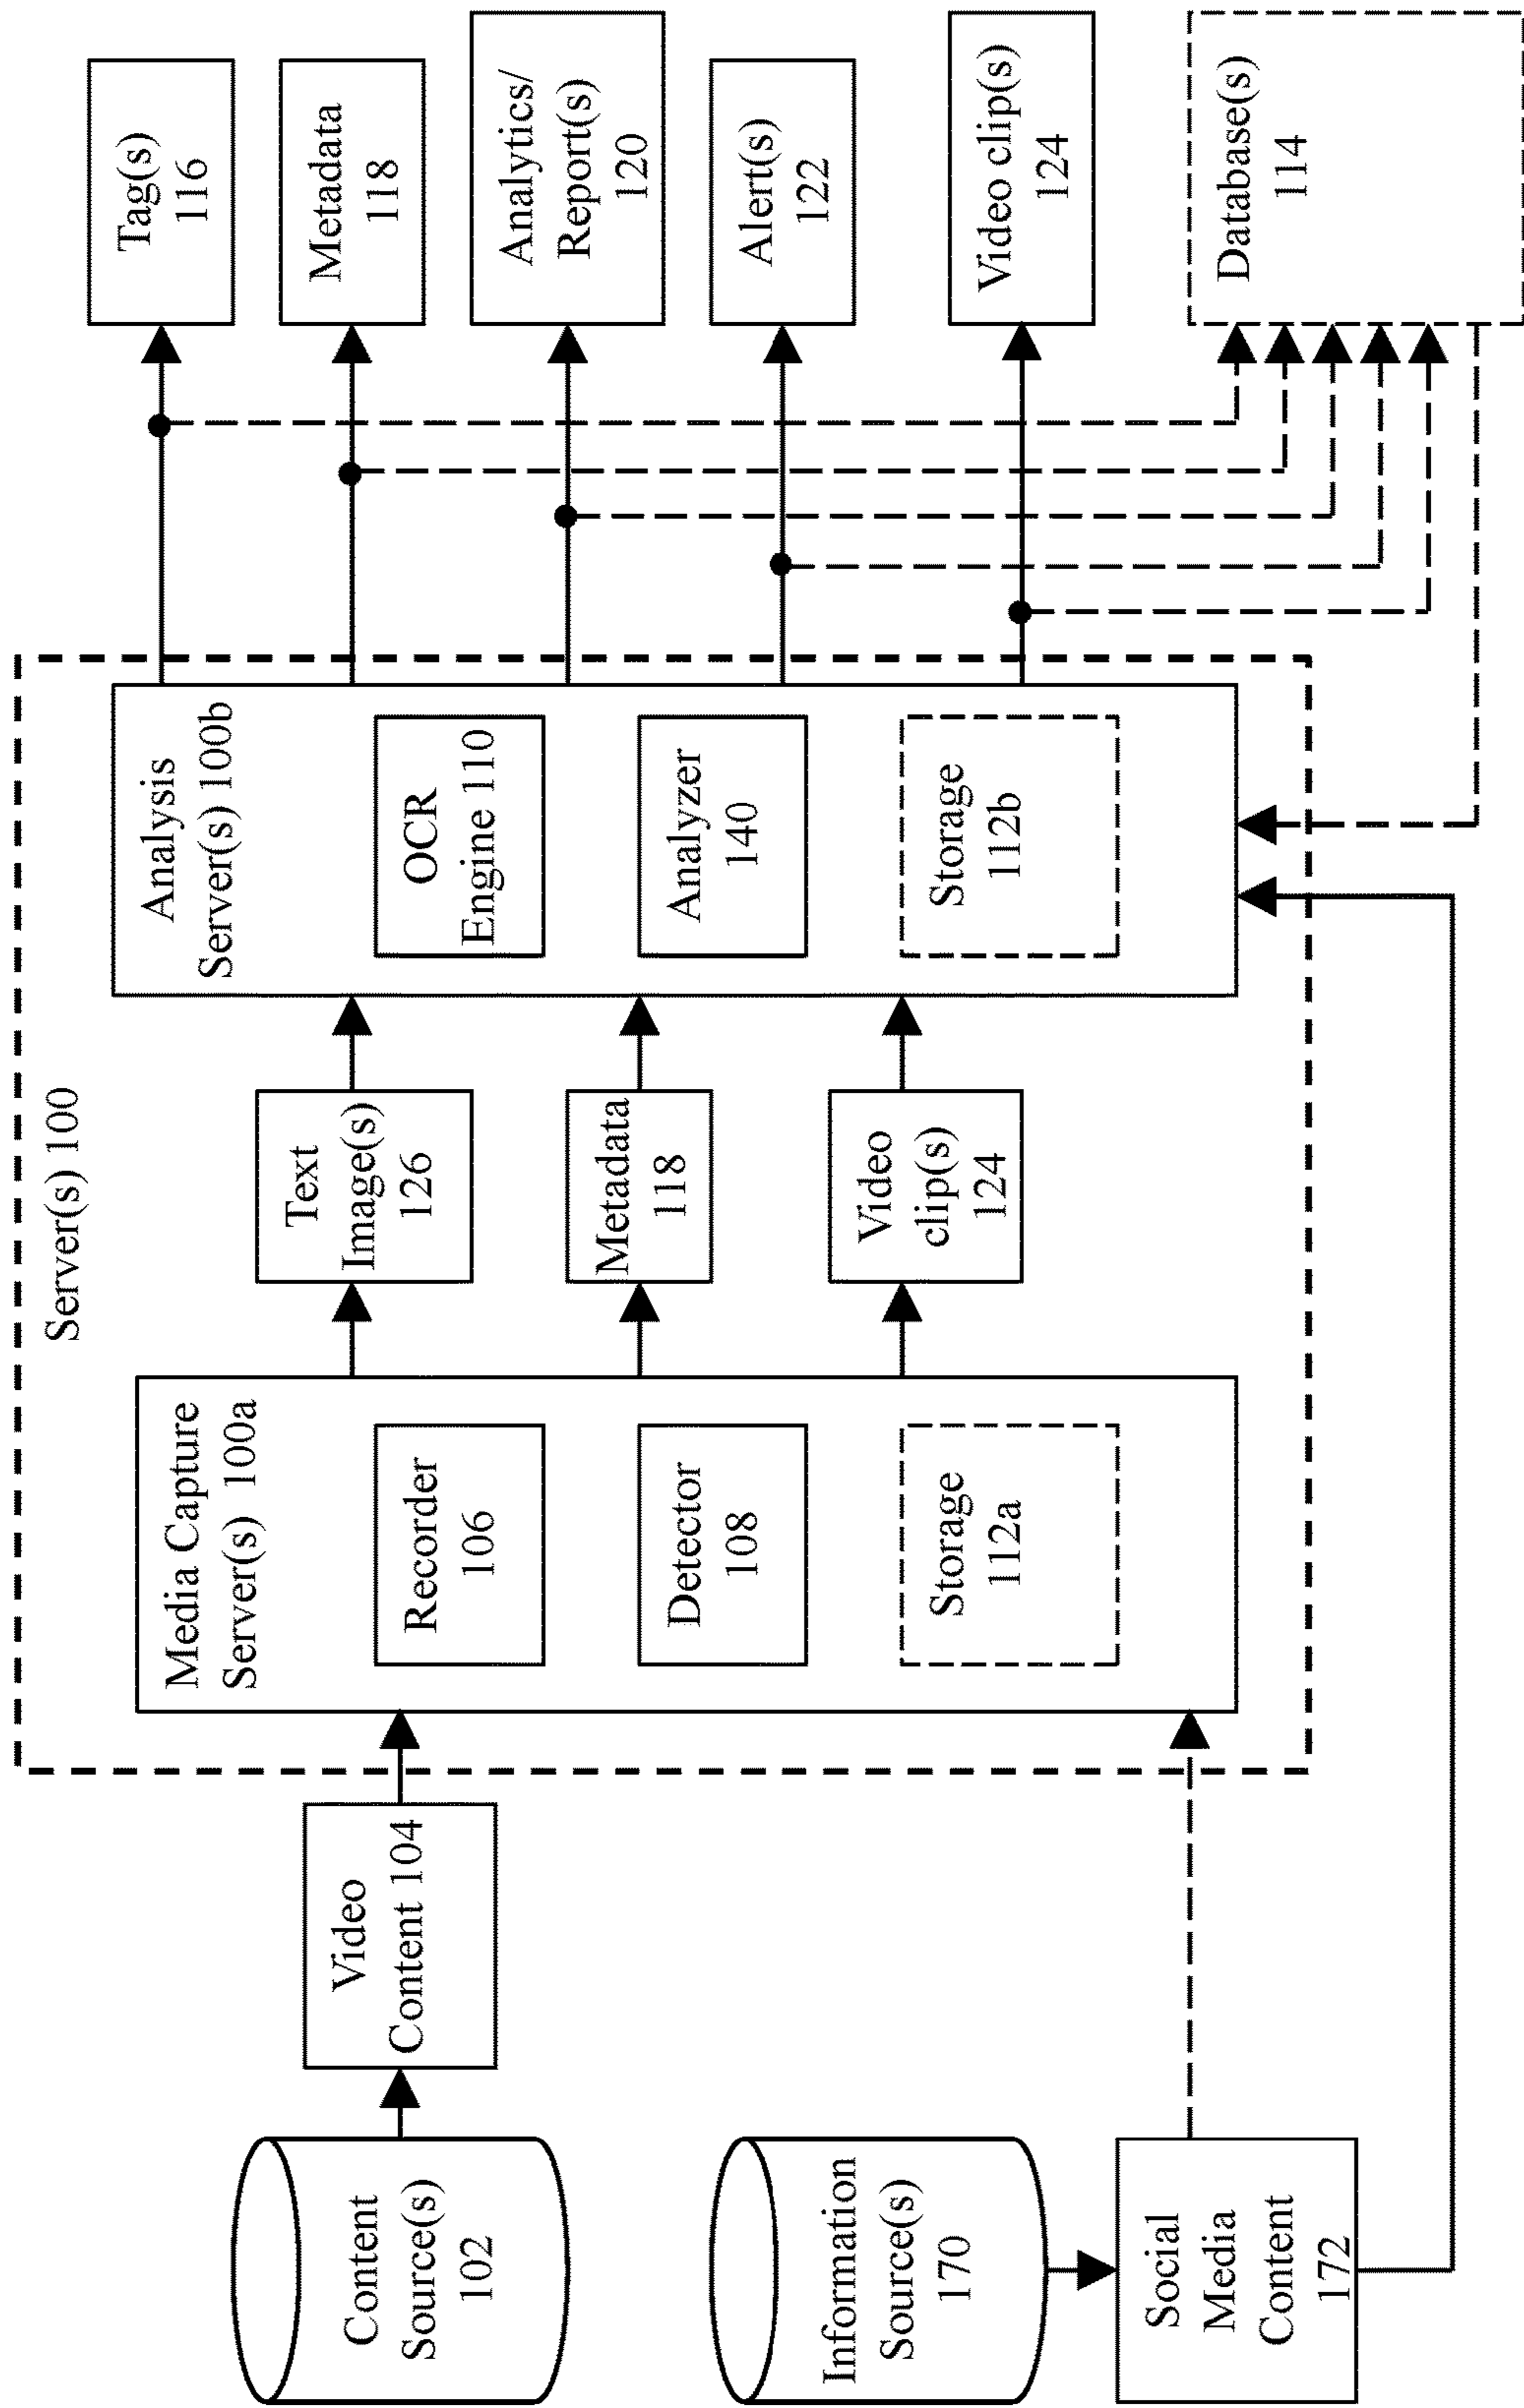 Server(s) 100
Content
Source(s)
102
Video
Content 104
Information
Source(s)
170
Social
Media
Content
172
Media Capture
Server(s) 100a
Recorder
106
Detector
108
Storage
112a
Text
Image(s)
126
Metadata
118
Video
clip(s)
124
Analysis
Server(s) 100b
OCR
Engine 110
Analyzer
140
Storage
112b
Tag(s)
116
Metadata
118
Analytics/
Report(s)
120
Alert(s)
122
Video clip(s)
124
Database(s)
114